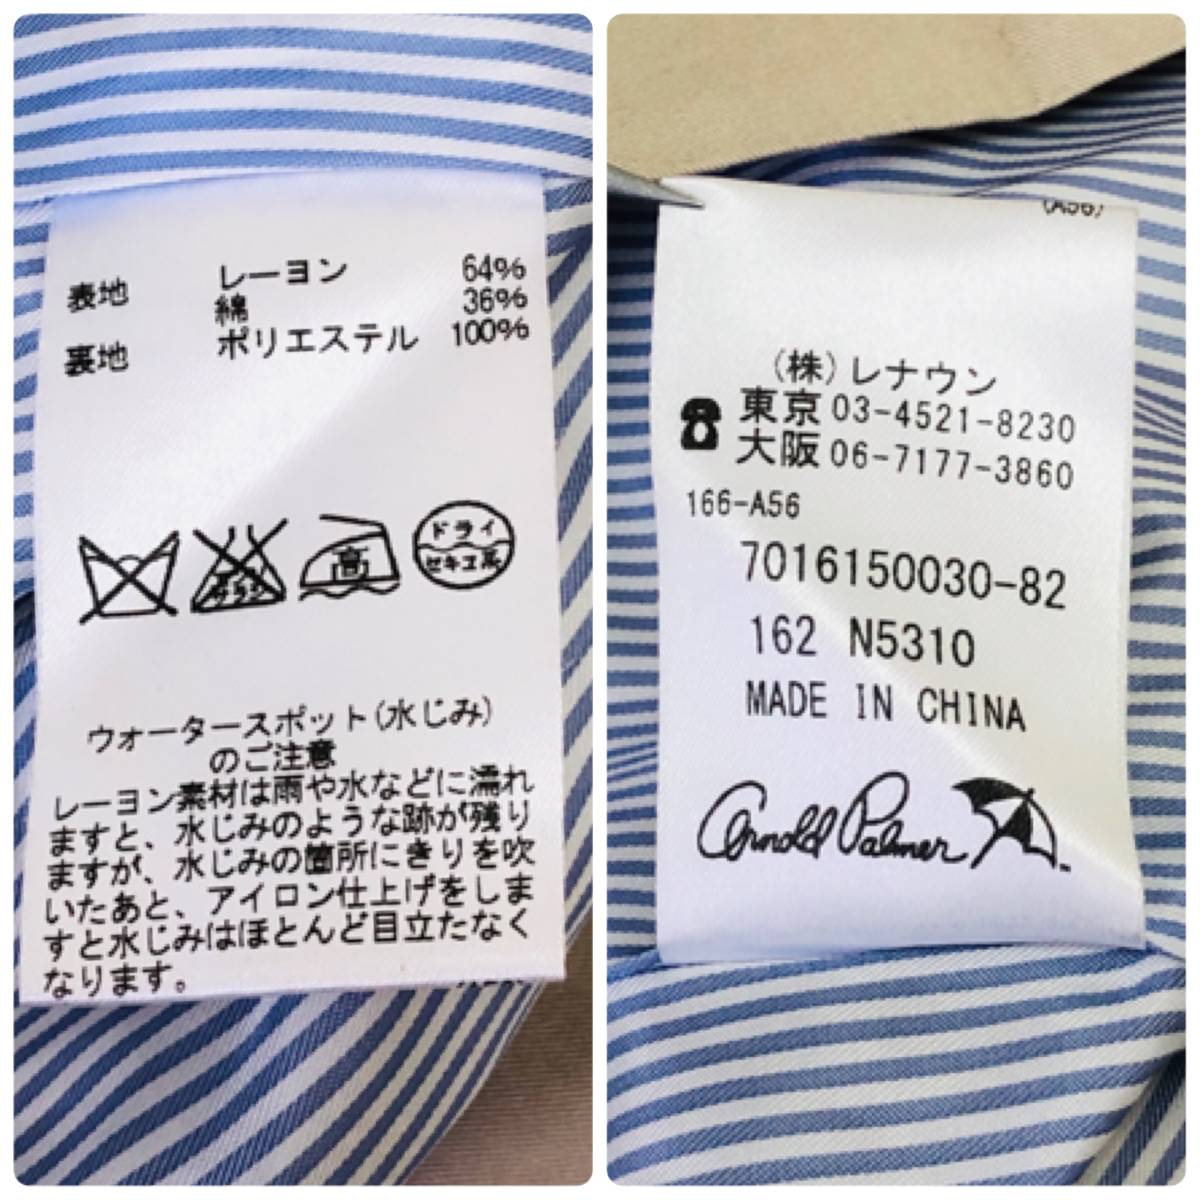 表地 レーヨン 64%
綿 36%
裏地 ポリエステル 100%
エンソサラシ
高
ドライ
セキユ系
ウォータースポット(水じみ)
のご注意
レーヨン素材は雨や水などに濡れ
ますと、水じみのような跡が残り
ますが、水じみの箇所にきりを吹
いたあと、アイロン仕上げをしま
すと水じみはほとんど目立たなく
なります。
(A56)
(株)レナウン
東京 03-4521-8230
大阪 06-7177-3860
166-A56
7016150030-82
162 N5310
MADE IN CHINA
Arnold Palmer